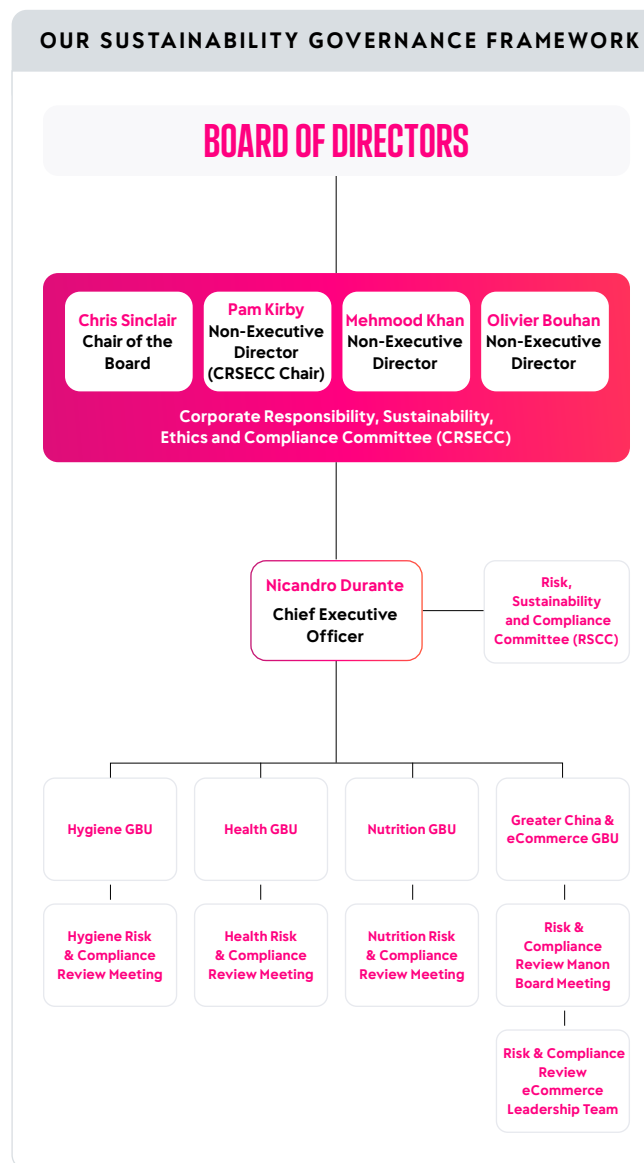 OUR SUSTAINABILITY GOVERNANCE FRAMEWORK
BOARD OF DIRECTORS
Chris Sinclair
Chair of the
Board
Pam Kirby
Non-Executive
Director
(CRSECC Chair)
Mehmood Khan
Non-Executive
Director
Olivier Bouhan
Non-Executive
Director
Corporate Responsibility, Sustainability,
Ethics and Compliance Committee (CRSECC)
Nicandro Durante
Chief Executive
Officer
Risk,
Sustainability
and Compliance
Committee (RSCC)
Hygiene GBU
Health GBU
Nutrition GBU
Greater China &
eCommerce GBU
Hygiene Risk
& Compliance
Review Meeting
Health Risk
& Compliance
Review Meeting
Nutrition Risk
& Compliance
Review Meeting
Risk &
Compliance
Review Manon
Board Meeting
Risk & Compliance
Review
eCommerce
Leadership Team